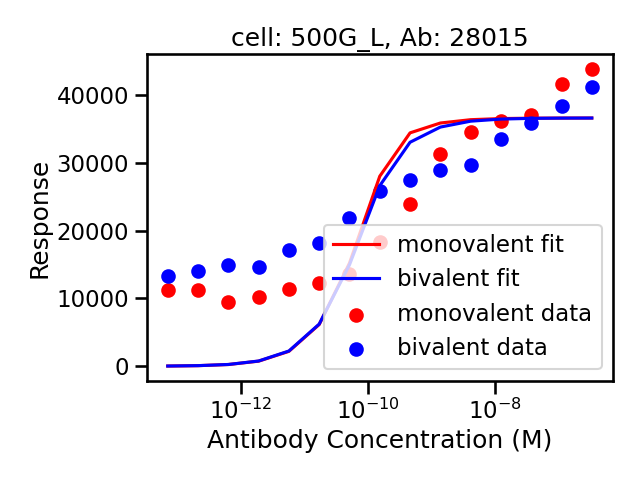 cell: 500G_L, Ab: 28015
Response
40000
30000
20000
10000
0
monovalent fit
bivalent fit
monovalent data
bivalent data
10⁻¹² 10⁻¹⁰ 10⁻⁸
Antibody Concentration (M)